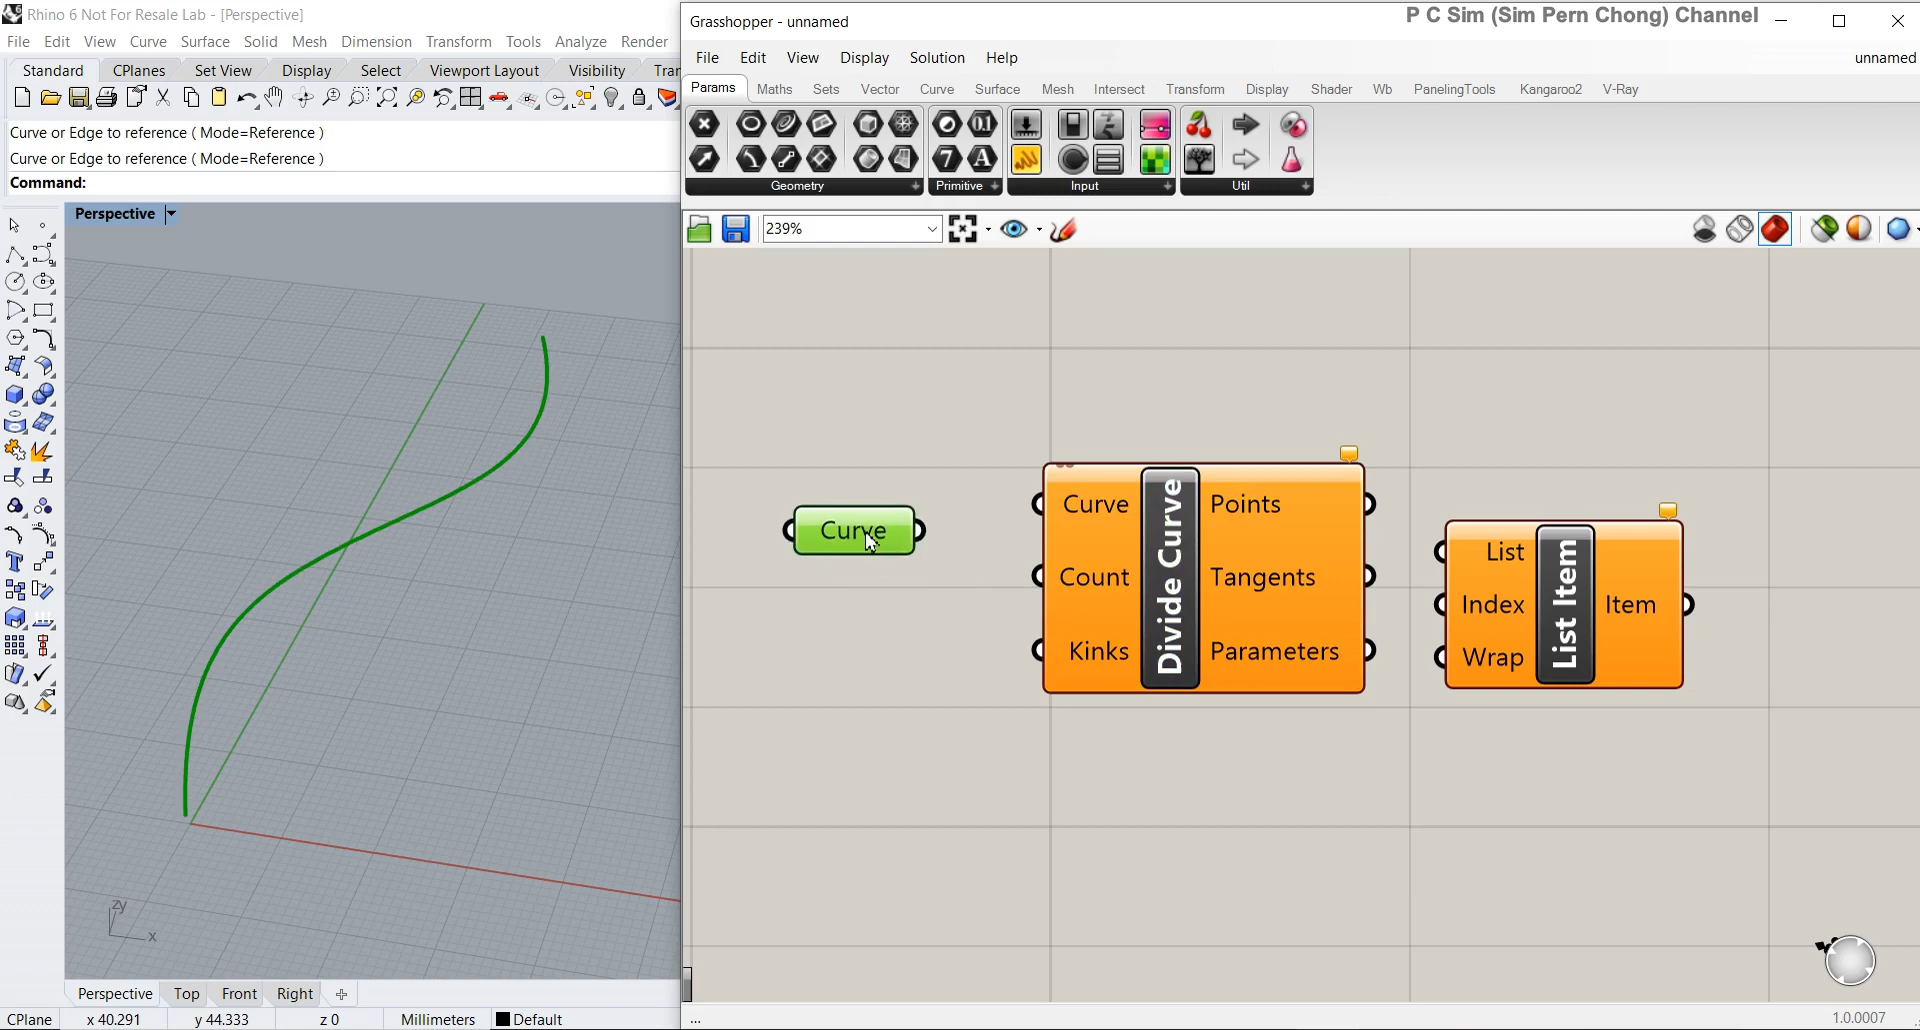 Rhino 6 Not For Resale Lab - [Perspective]
File Edit View Curve Surface Solid Mesh Dimension Transform Tools Analyze Render
Standard CPlanes Set View Display Select Viewport Layout Visibility Tran
Curve or Edge to reference ( Mode=Reference )
Curve or Edge to reference ( Mode=Reference )
Command:
Perspective
zy
x
Perspective Top Front Right
CPlane x 40.291 y 44.333 z 0 Millimeters Default
Grasshopper - unnamed
P C Sim (Sim Pern Chong) Channel
File Edit View Display Solution Help unnamed
Params Maths Sets Vector Curve Surface Mesh Intersect Transform Display Shader Wb PanelingTools Kangaroo2 V-Ray
0.1
7 A
Geometry Primitive Input Util
239%
Curve
Curve
Count
Kinks
Divide Curve
Points
Tangents
Parameters
List
Index
Wrap
List Item
Item
...
1.0.0007